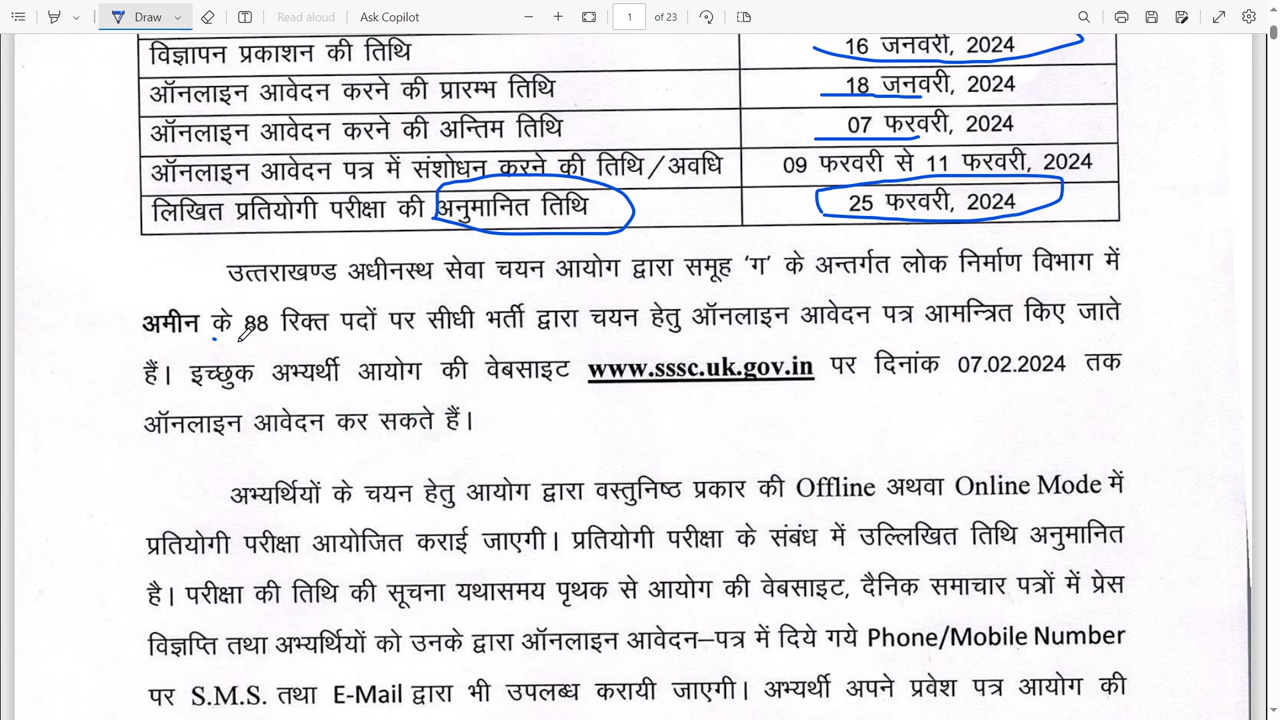 Draw
Read aloud
Ask Copilot
1 of 23
विज्ञापन प्रकाशन की तिथि 16 जनवरी, 2024
ऑनलाइन आवेदन करने की प्रारम्भ तिथि 18 जनवरी, 2024
ऑनलाइन आवेदन करने की अन्तिम तिथि 07 फरवरी, 2024
ऑनलाइन आवेदन पत्र में संशोधन करने की तिथि/अवधि 09 फरवरी से 11 फरवरी, 2024
लिखित प्रतियोगी परीक्षा की अनुमानित तिथि 25 फरवरी, 2024
उत्तराखण्ड अधीनस्थ सेवा चयन आयोग द्वारा समूह ‘ग’ के अन्तर्गत लोक निर्माण विभाग में
अमीन के 88 रिक्त पदों पर सीधी भर्ती द्वारा चयन हेतु ऑनलाइन आवेदन पत्र आमन्त्रित किए जाते
हैं। इच्छुक अभ्यर्थी आयोग की वेबसाइट www.sssc.uk.gov.in पर दिनांक 07.02.2024 तक
ऑनलाइन आवेदन कर सकते हैं।
अभ्यर्थियों के चयन हेतु आयोग द्वारा वस्तुनिष्ठ प्रकार की Offline अथवा Online Mode में
प्रतियोगी परीक्षा आयोजित कराई जाएगी। प्रतियोगी परीक्षा के संबंध में उल्लिखित तिथि अनुमानित
है। परीक्षा की तिथि की सूचना यथासमय पृथक से आयोग की वेबसाइट, दैनिक समाचार पत्रों में प्रेस
विज्ञप्ति तथा अभ्यर्थियों को उनके द्वारा ऑनलाइन आवेदन–पत्र में दिये गये Phone/Mobile Number
पर S.M.S. तथा E-Mail द्वारा भी उपलब्ध करायी जाएगी। अभ्यर्थी अपने प्रवेश पत्र आयोग की